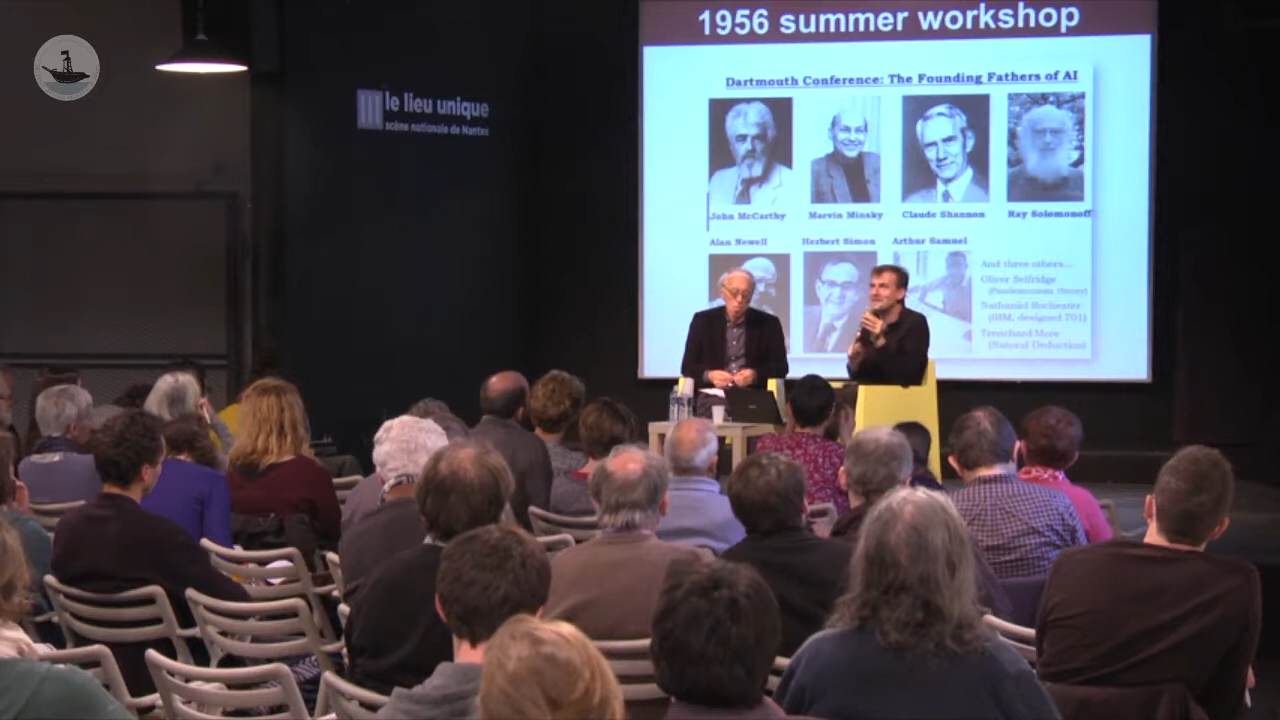 1956 summer workshop
Dartmouth Conference: The Founding Fathers of AI
John McCarthy
Marvin Minsky
Claude Shannon
Ray Solomonoff
Alan Newell
Herbert Simon
Arthur Samuel
And three others...
Oliver Selfridge
(Pandemonium theory)
Nathaniel Rochester
(IBM, designed 701)
Trenchard More
(Natural Deduction)
le lieu unique
scène nationale de Nantes